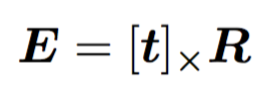 E = [t]× R